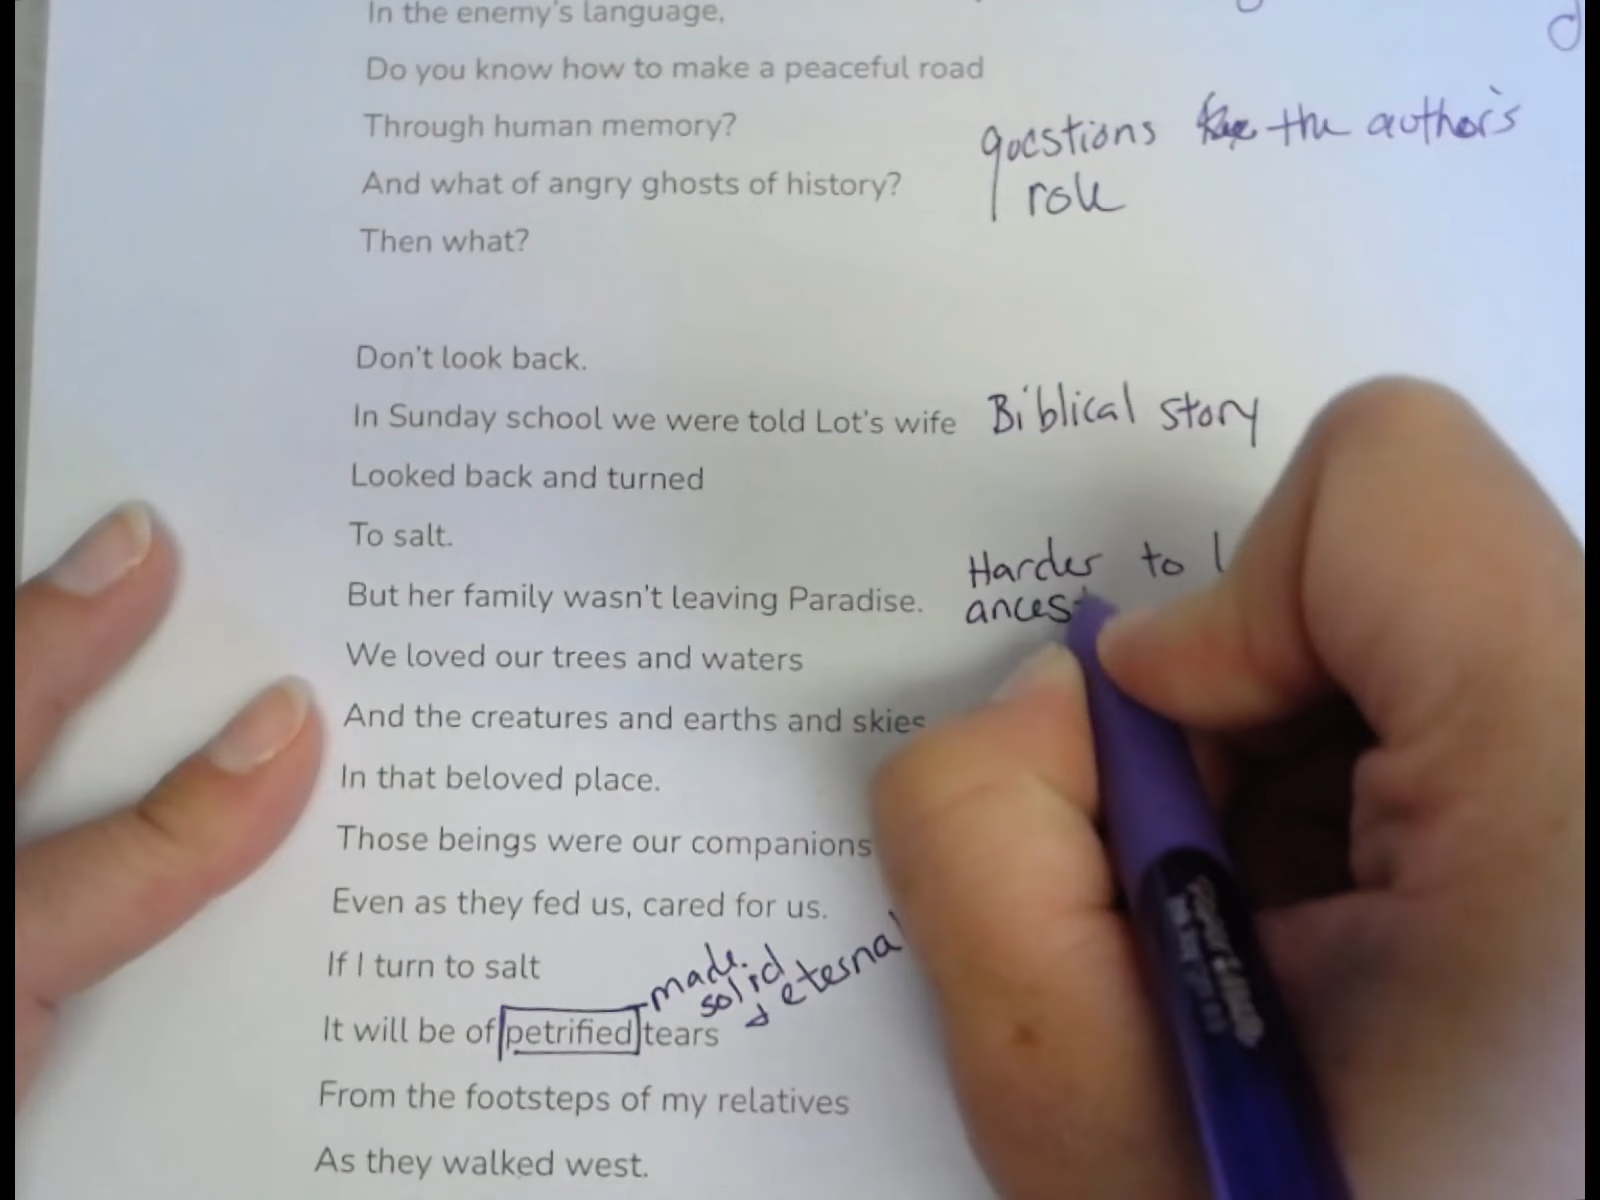 In the enemy's language,
Do you know how to make a peaceful road
Through human memory?
questions the author's
role
And what of angry ghosts of history?
Then what?
Don't look back.
In Sunday school we were told Lot's wife
Biblical story
Looked back and turned
To salt.
Harder to l
But her family wasn't leaving Paradise.
ancest
We loved our trees and waters
And the creatures and earths and skies
In that beloved place.
Those beings were our companions
Even as they fed us, cared for us.
If I turn to salt
made
solid
& eternal
It will be of petrified tears
From the footsteps of my relatives
As they walked west.